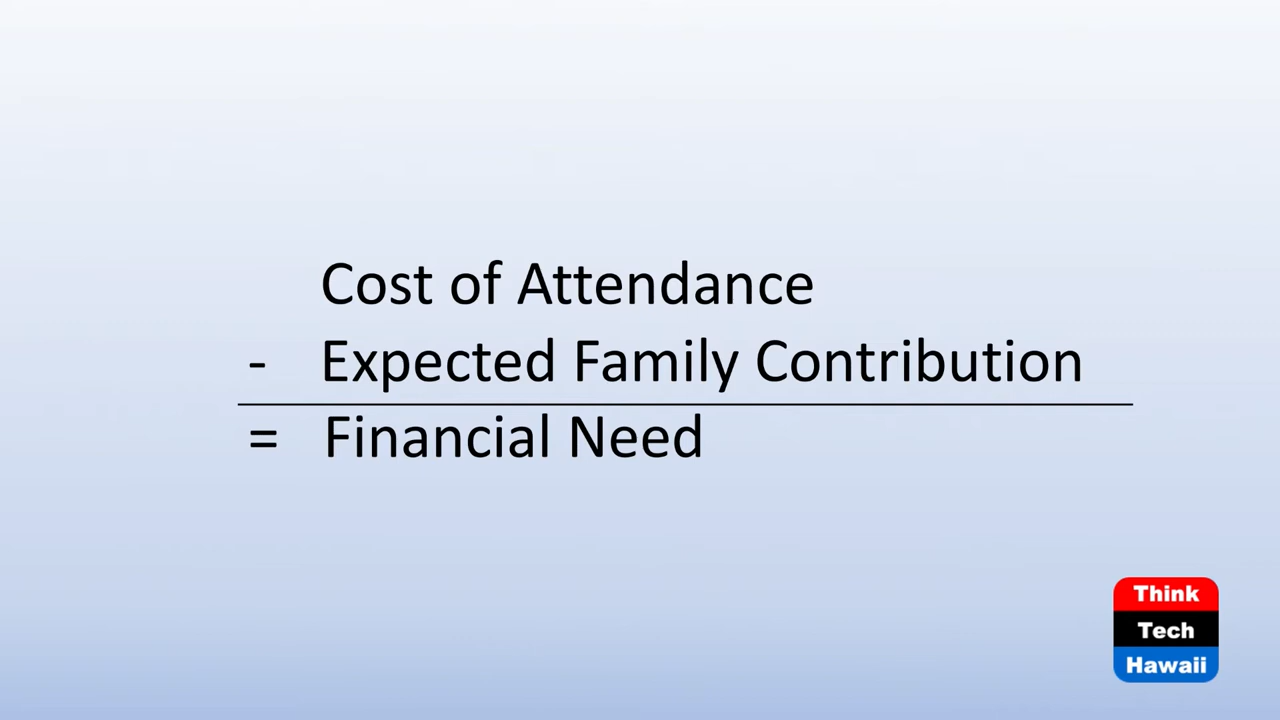 Cost of Attendance
- Expected Family Contribution
= Financial Need
Think
Tech
Hawaii